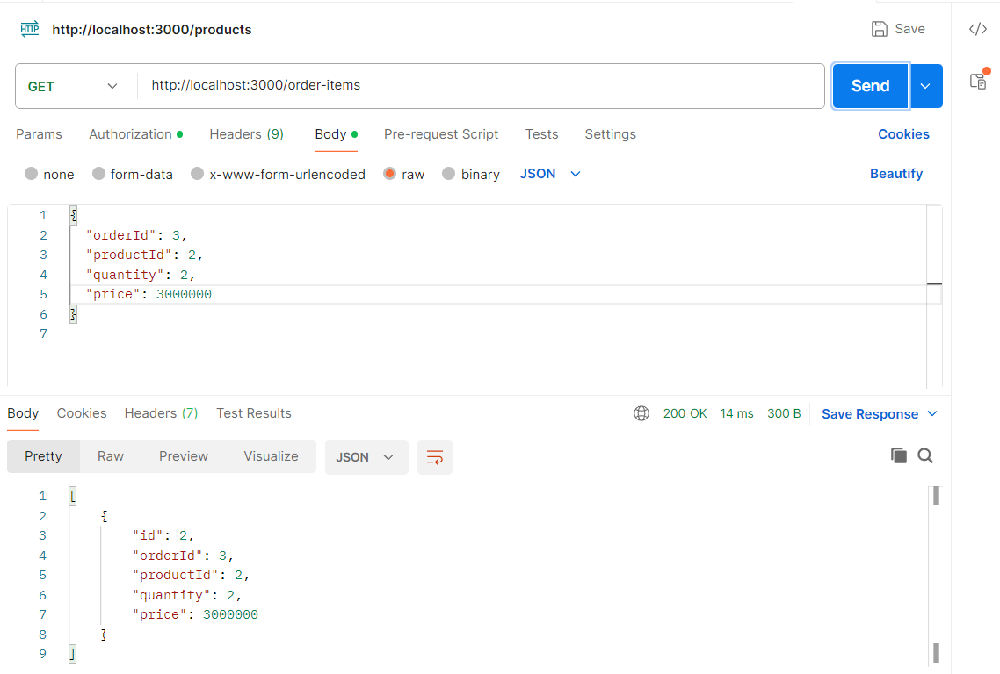 HTTP http://localhost:3000/products Save </>
GET http://localhost:3000/order-items Send
Params Authorization Headers (9) Body Pre-request Script Tests Settings Cookies
none form-data x-www-form-urlencoded raw binary JSON Beautify
1 {
2 "orderId": 3,
3 "productId": 2,
4 "quantity": 2,
5 "price": 3000000
6 }
7
Body Cookies Headers (7) Test Results 200 OK 14 ms 300 B Save Response
Pretty Raw Preview Visualize JSON
1 [
2 {
3 "id": 2,
4 "orderId": 3,
5 "productId": 2,
6 "quantity": 2,
7 "price": 3000000
8 }
9 ]